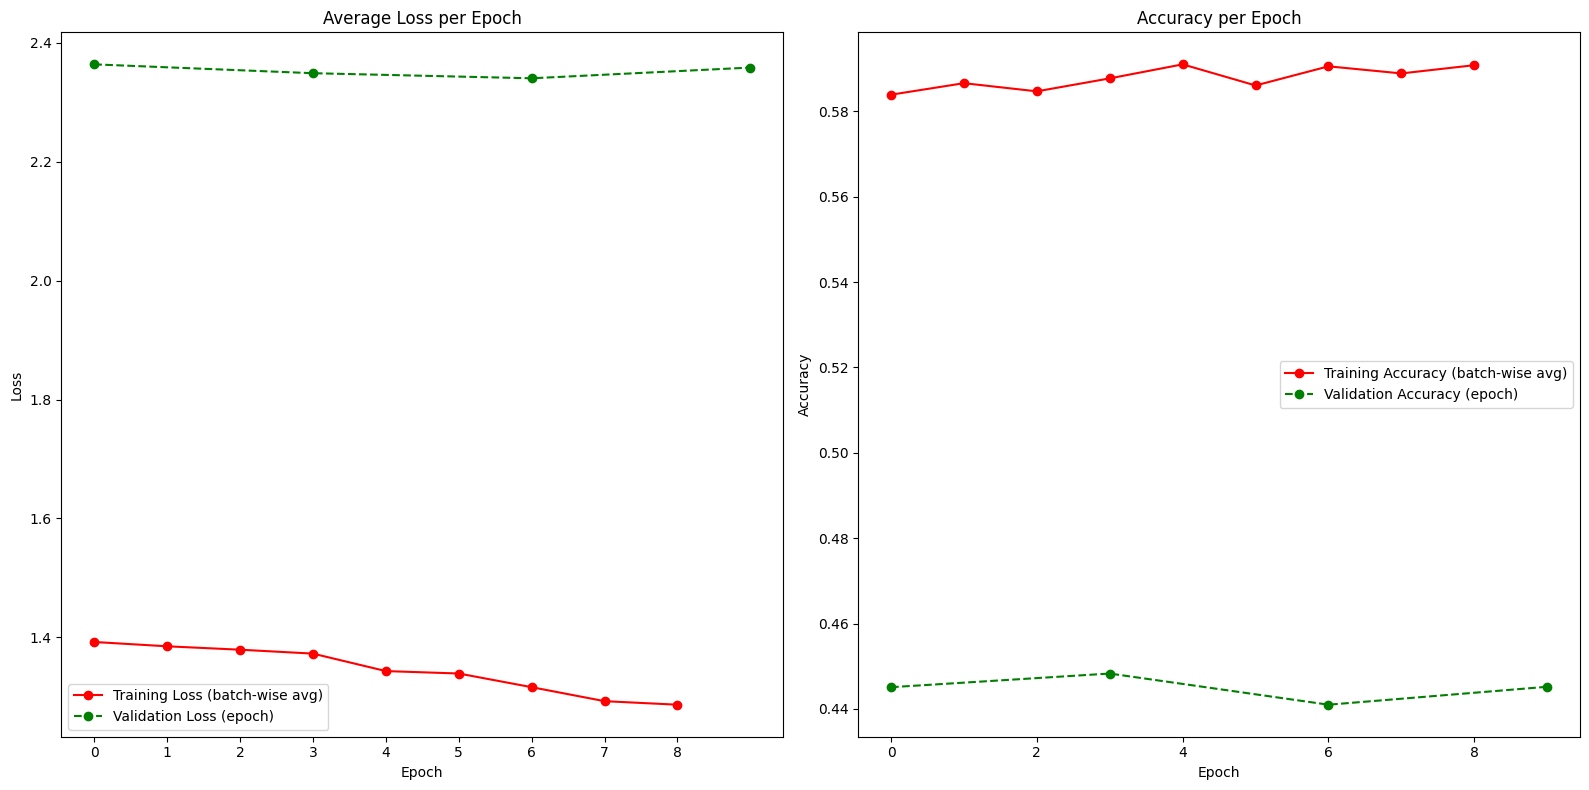 Average Loss per Epoch
2.4
2.2
2.0
1.8
1.6
1.4
Loss
Training Loss (batch-wise avg)
Validation Loss (epoch)
0 1 2 3 4 5 6 7 8
Epoch
Accuracy per Epoch
0.58
0.56
0.54
0.52
0.50
0.48
0.46
0.44
Accuracy
Training Accuracy (batch-wise avg)
Validation Accuracy (epoch)
0 2 4 6 8
Epoch